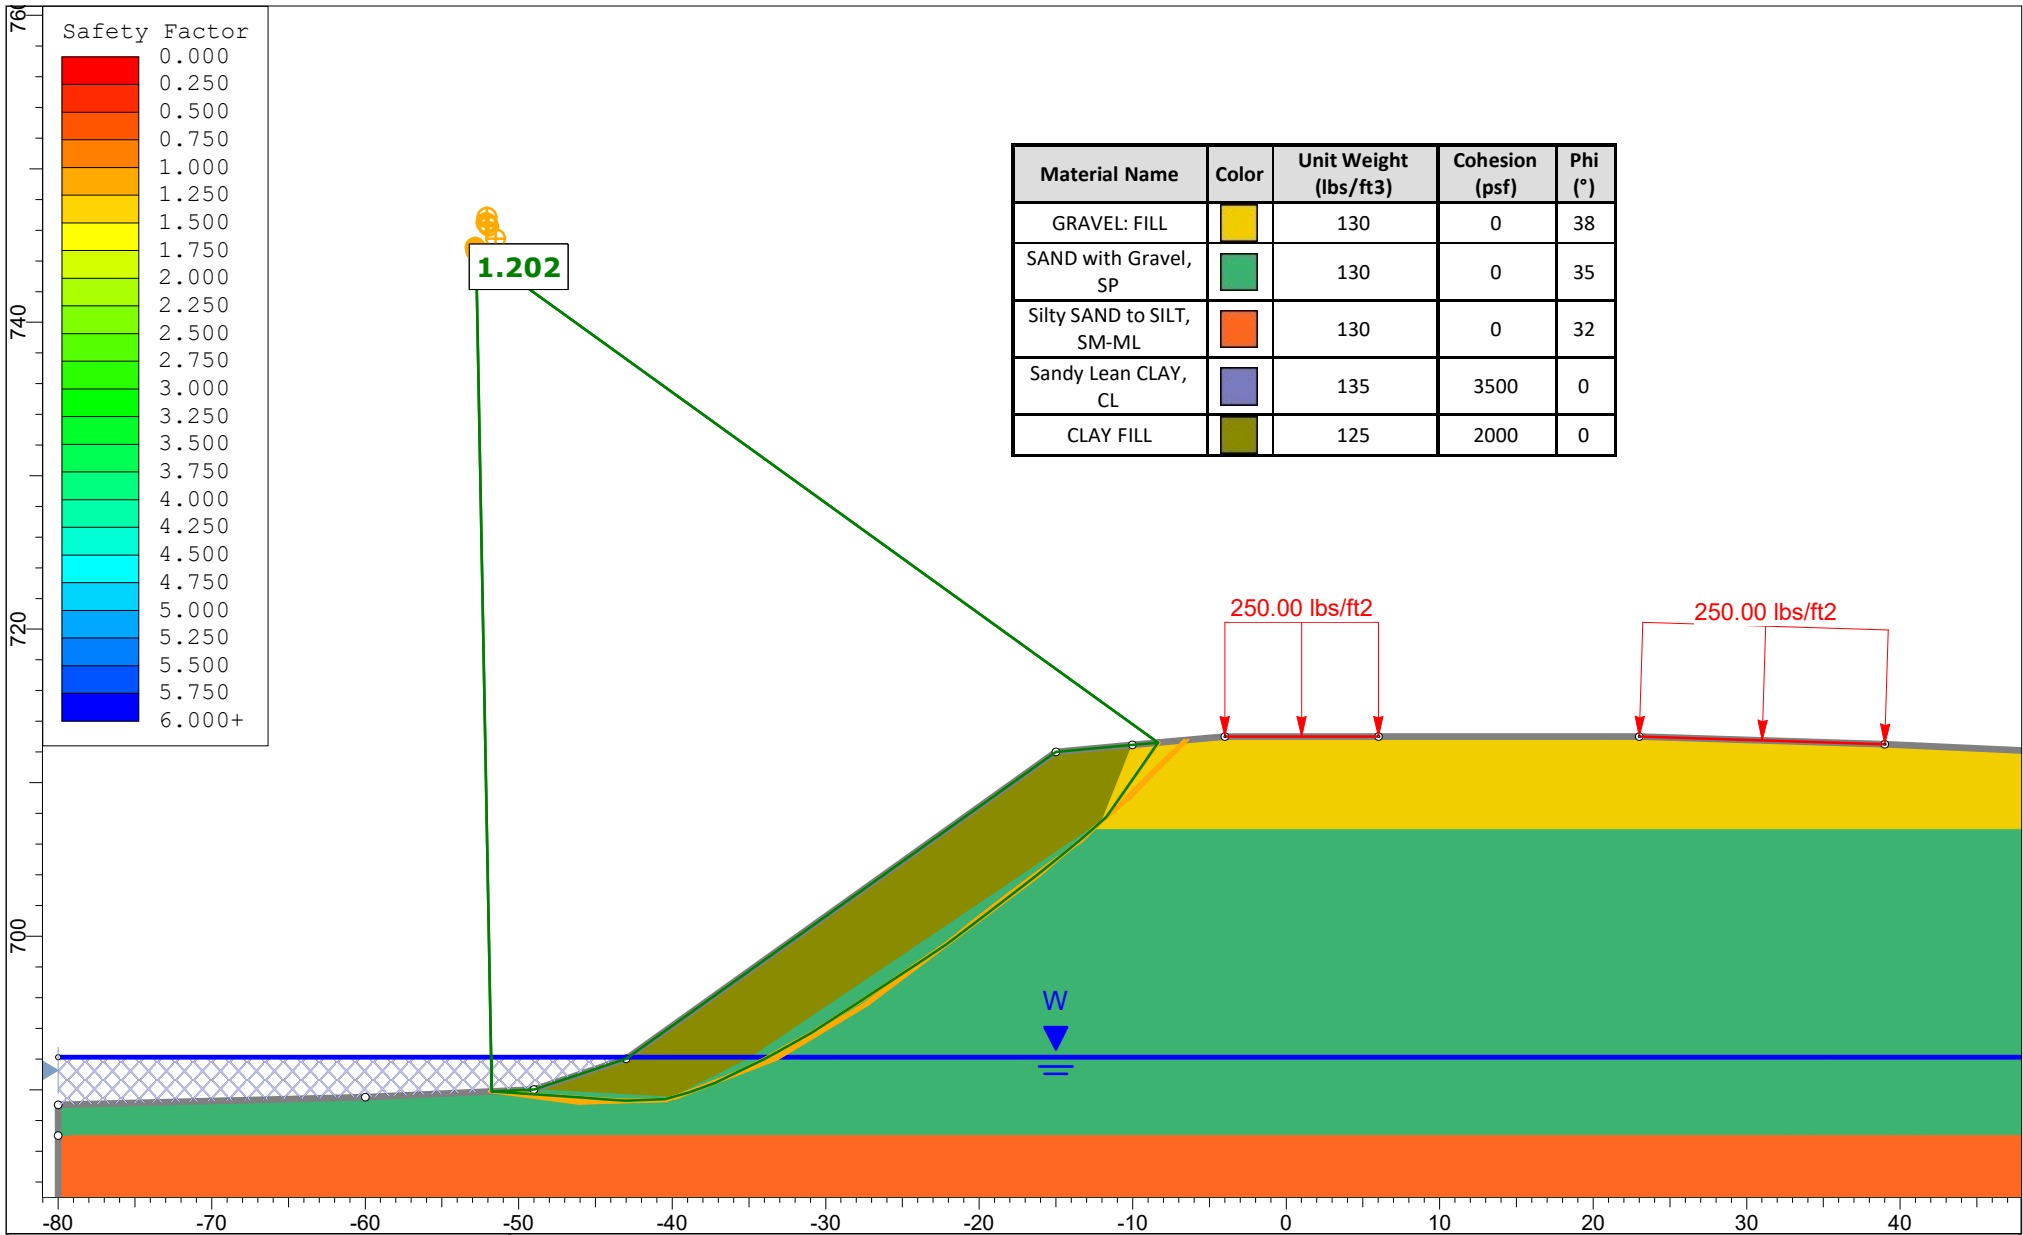 Safety Factor
0.000
0.250
0.500
0.750
1.000
1.250
1.500
1.750
2.000
2.250
2.500
2.750
3.000
3.250
3.500
3.750
4.000
4.250
4.500
4.750
5.000
5.250
5.500
5.750
6.000+
760
740
720
700
1.202
Material Name Color Unit Weight (lbs/ft3) Cohesion (psf) Phi (°)
GRAVEL: FILL 130 0 38
SAND with Gravel, SP 130 0 35
Silty SAND to SILT, SM-ML 130 0 32
Sandy Lean CLAY, CL 135 3500 0
CLAY FILL 125 2000 0
250.00 lbs/ft2
250.00 lbs/ft2
W
-80 -70 -60 -50 -40 -30 -20 -10 0 10 20 30 40